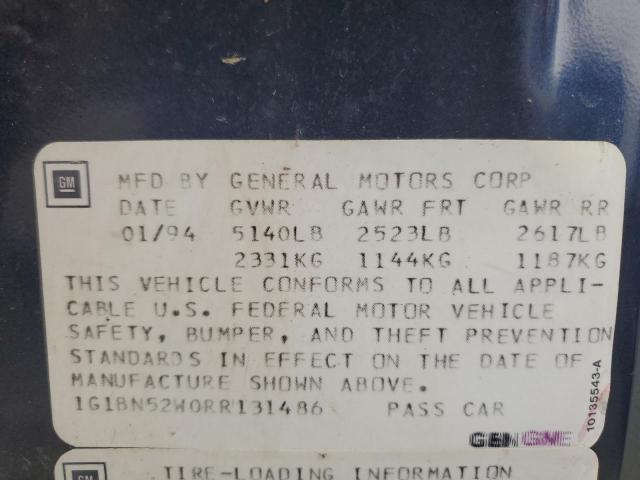 GM
MFD BY GENERAL MOTORS CORP
DATE GVWR GAWR FRT GAWR RR
01/94 5140LB 2523LB 2617LB
2331KG 1144KG 1187KG
THIS VEHICLE CONFORMS TO ALL APPLI-
CABLE U.S. FEDERAL MOTOR VEHICLE
SAFETY, BUMPER, AND THEFT PREVENTION
STANDARDS IN EFFECT ON THE DATE OF
MANUFACTURE SHOWN ABOVE.
1G1BN52W0RR131486 PASS CAR
10135543-A
GM
TIRE-LOADING INFORMATION